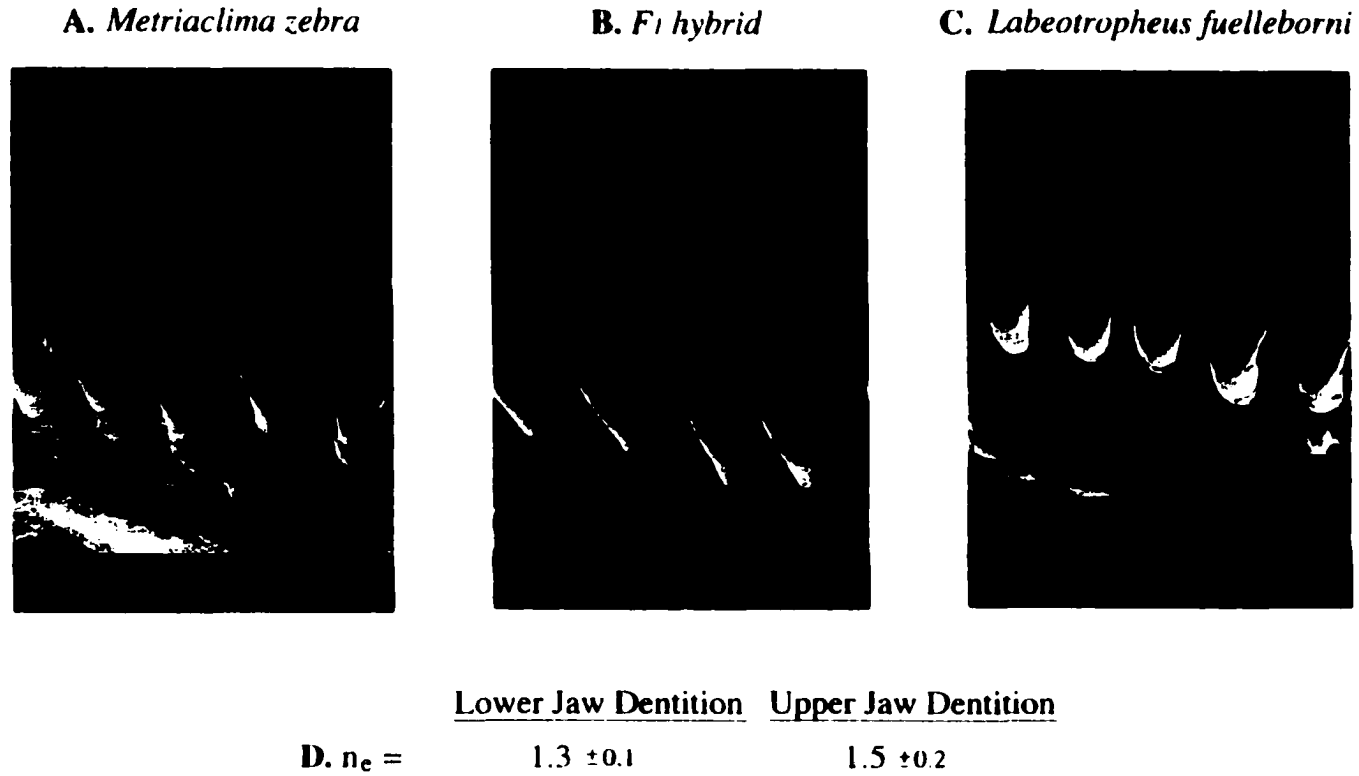 A. Metriaclima zebra
B. F1 hybrid
C. Labeotropheus fuelleborni
Lower Jaw Dentition Upper Jaw Dentition
D. ne = 1.3 ±0.1 1.5 ±0.2